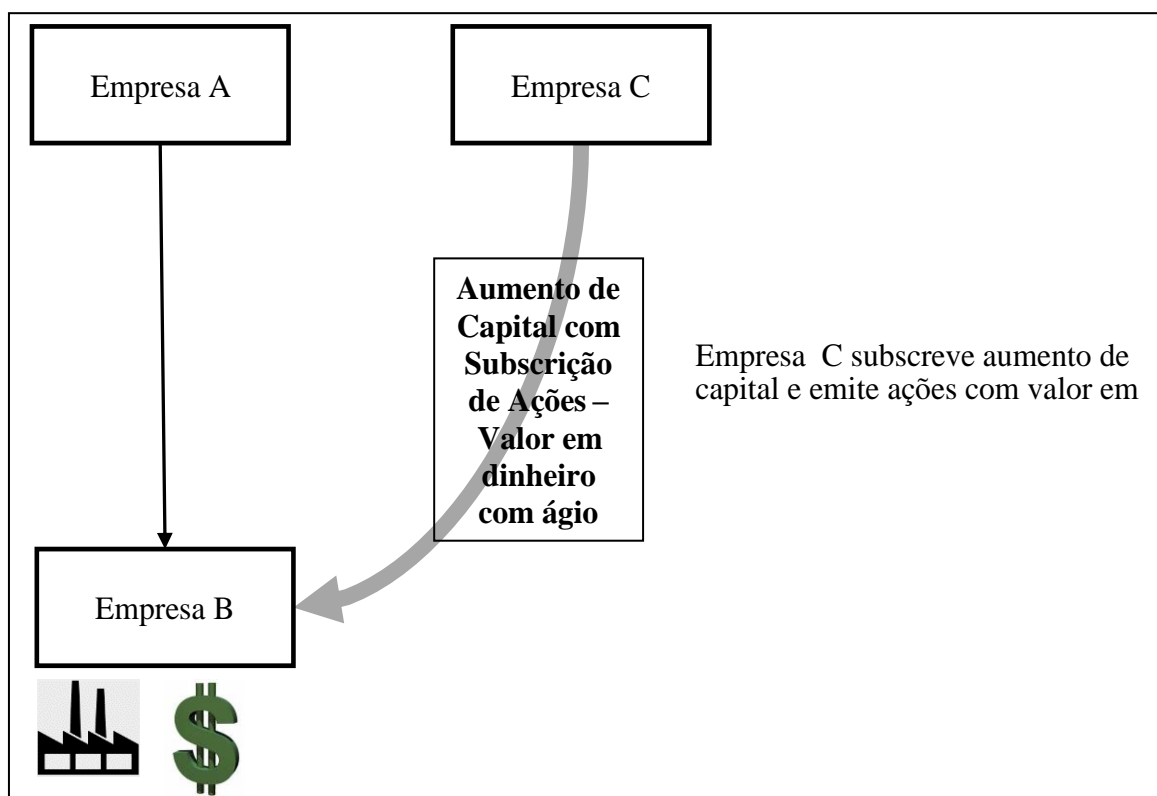 Empresa A
Empresa C
Aumento de
Capital com
Subscrição
de Ações –
Valor em
dinheiro
com ágio
Empresa C subscreve aumento de
capital e emite ações com valor em
Empresa B